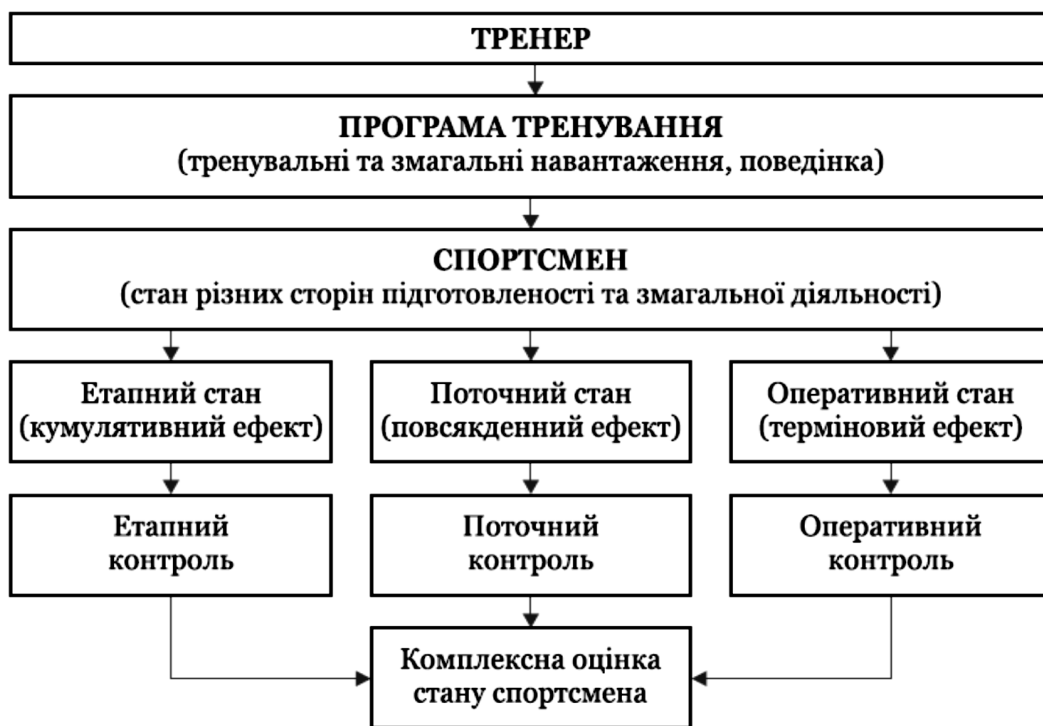 ТРЕНЕР
ПРОГРАМА ТРЕНУВАННЯ
(тренувальні та змагальні навантаження, поведінка)
СПОРТСМЕН
(стан різних сторін підготовленості та змагальної діяльності)
Етапний стан
(кумулятивний ефект)
Поточний стан
(повсякденний ефект)
Оперативний стан
(терміновий ефект)
Етапний
контроль
Поточний
контроль
Оперативний
контроль
Комплексна оцінка
стану спортсмена